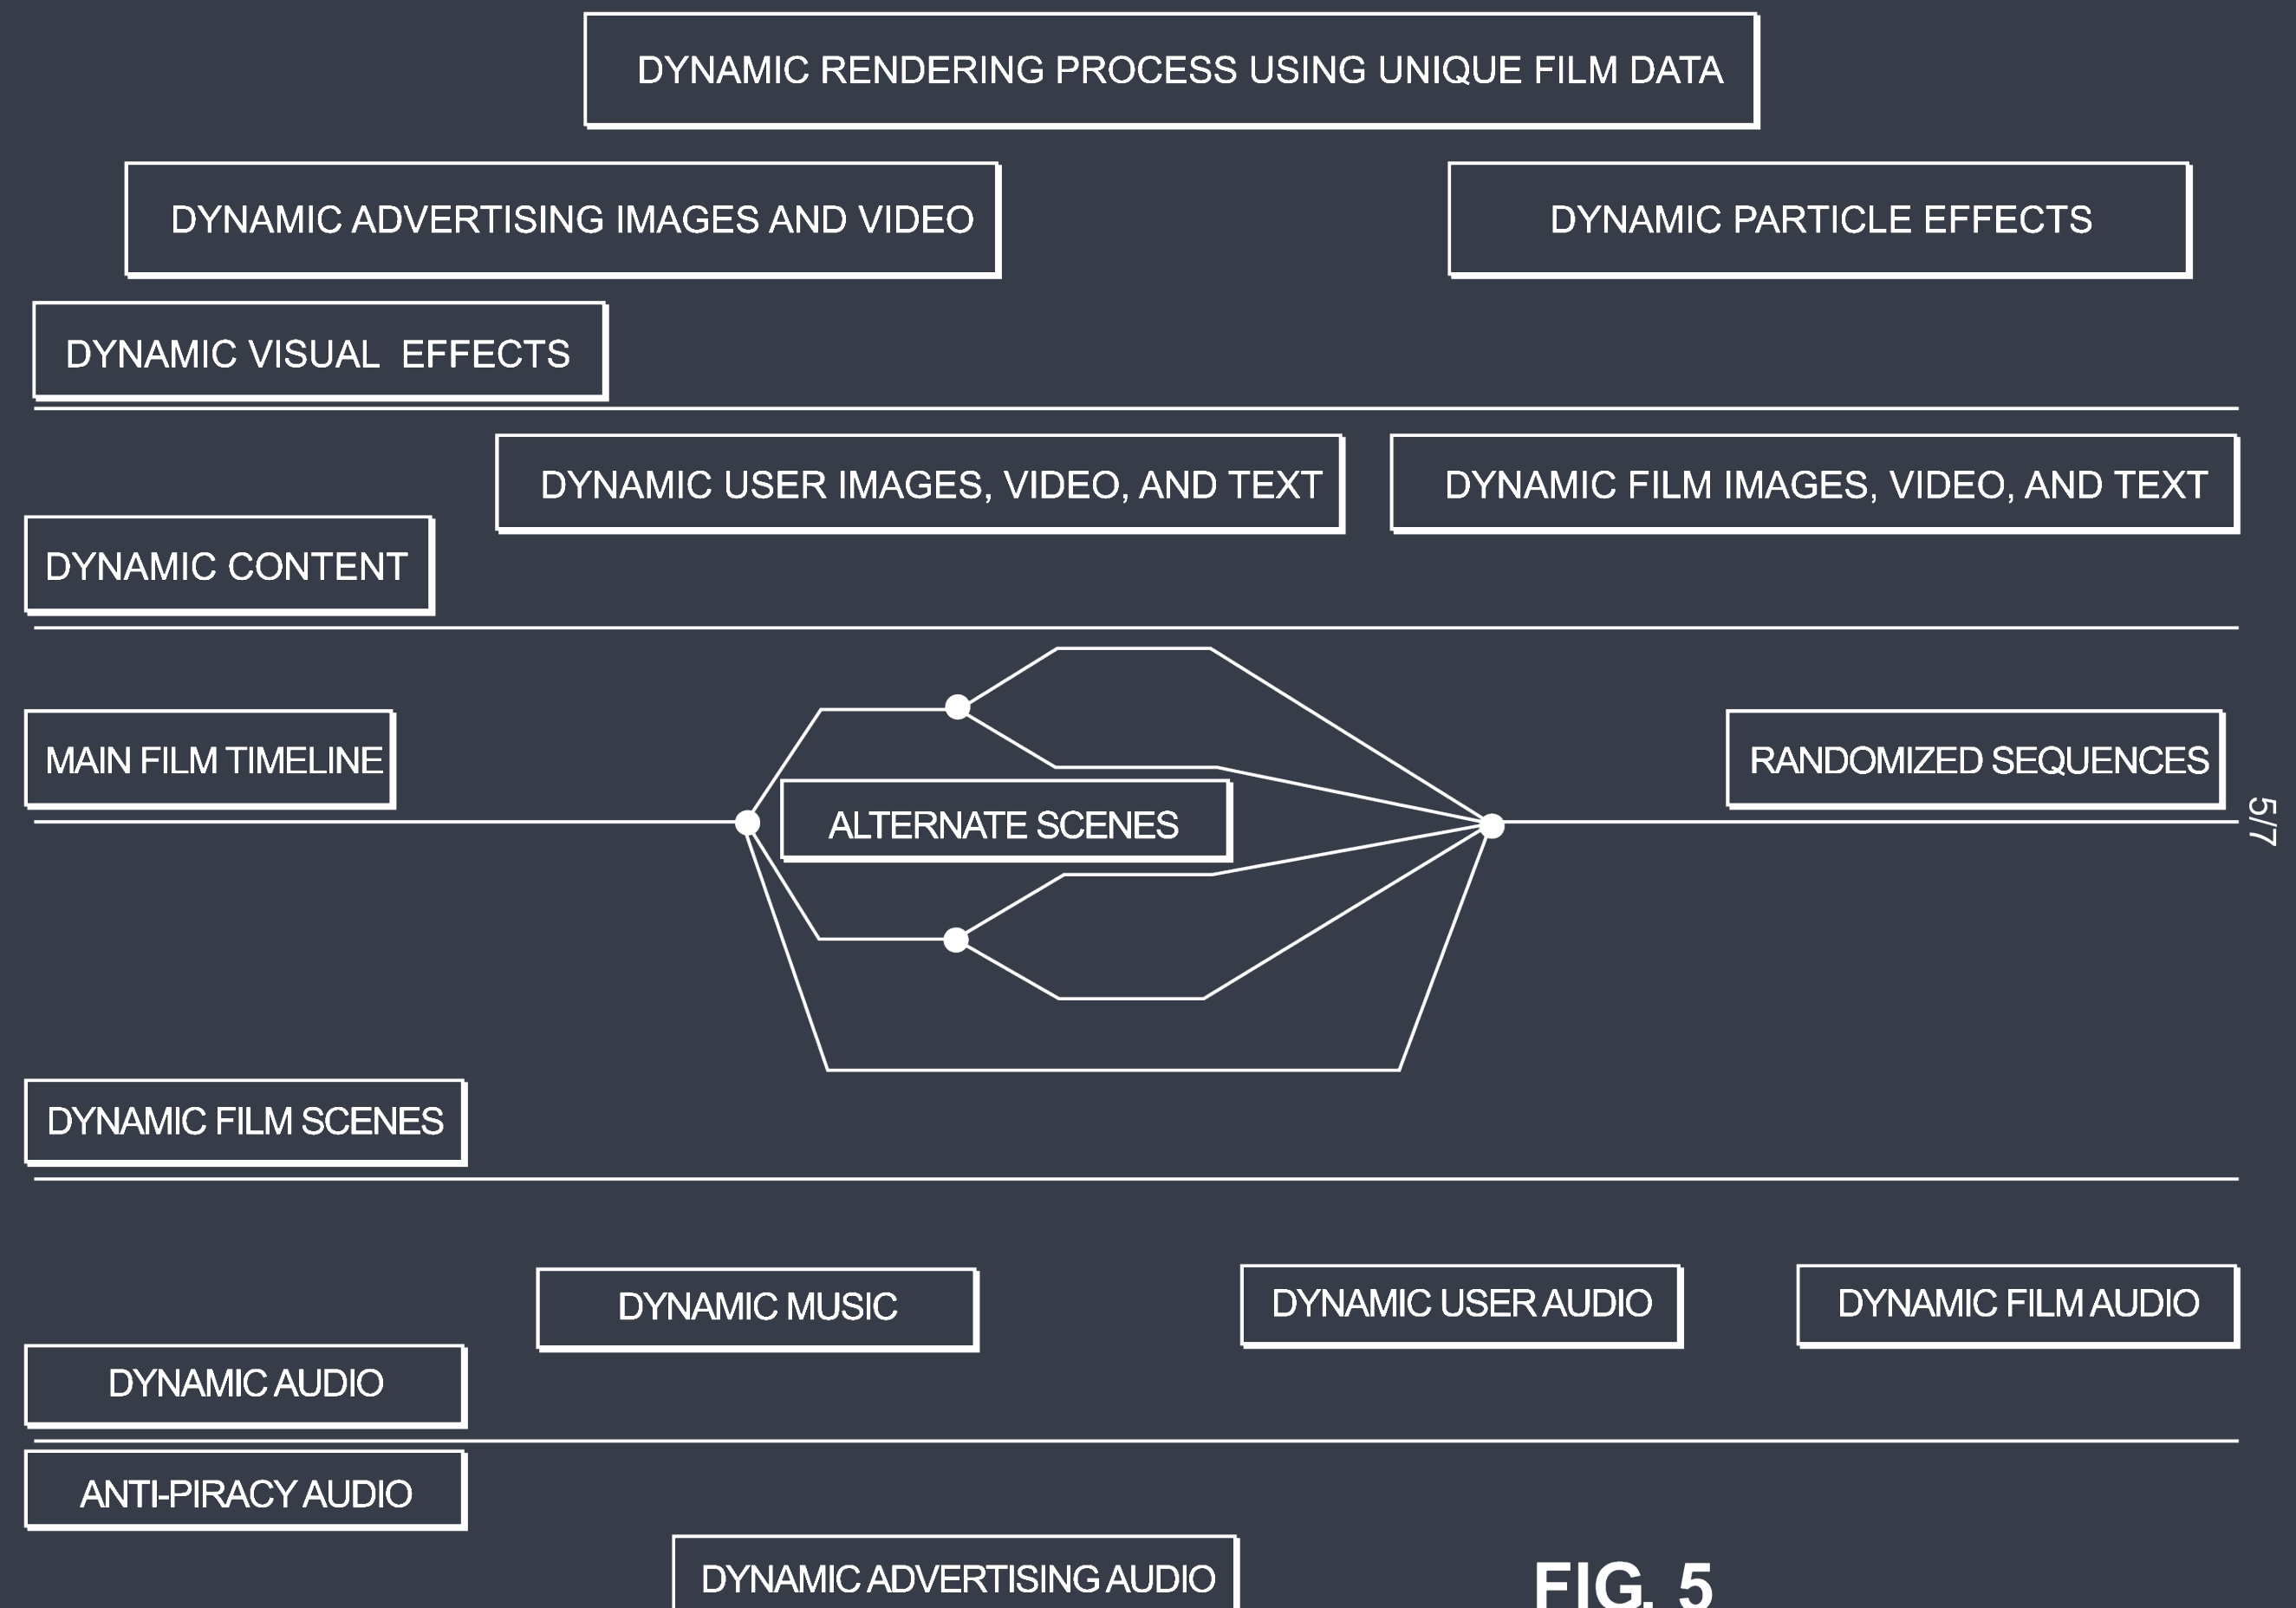 DYNAMIC RENDERING PROCESS USING UNIQUE FILM DATA
DYNAMIC ADVERTISING IMAGES AND VIDEO
DYNAMIC PARTICLE EFFECTS
DYNAMIC VISUAL EFFECTS
DYNAMIC USER IMAGES, VIDEO, AND TEXT
DYNAMIC FILM IMAGES, VIDEO, AND TEXT
DYNAMIC CONTENT
MAIN FILM TIMELINE
RANDOMIZED SEQUENCES
ALTERNATE SCENES
5/7
DYNAMIC FILM SCENES
DYNAMIC MUSIC
DYNAMIC USER AUDIO
DYNAMIC FILM AUDIO
DYNAMIC AUDIO
ANTI-PIRACY AUDIO
DYNAMIC ADVERTISING AUDIO
FIG. 5